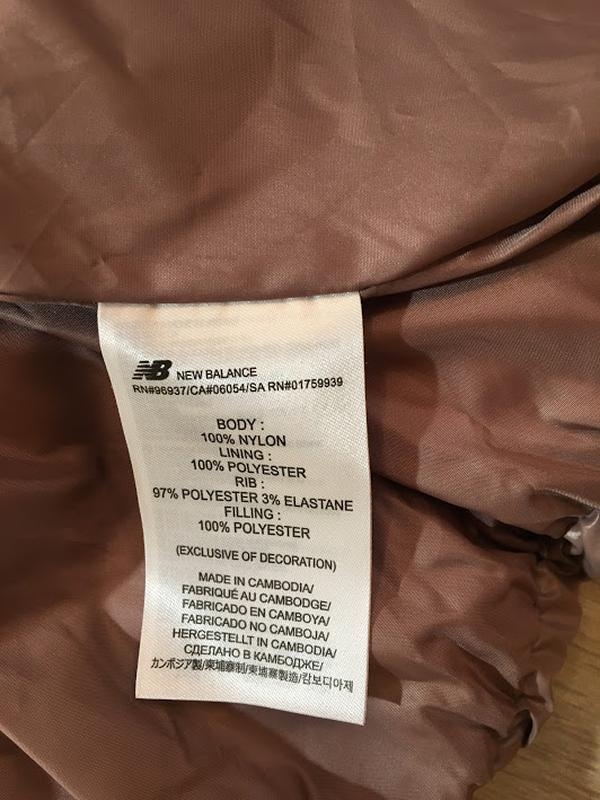 NB NEW BALANCE
RN#96937/CA#06054/SA RN#01759939
BODY :
100% NYLON
LINING :
100% POLYESTER
RIB :
97% POLYESTER 3% ELASTANE
FILLING :
100% POLYESTER
(EXCLUSIVE OF DECORATION)
MADE IN CAMBODIA/
FABRIQUÉ AU CAMBODGE/
FABRICADO EN CAMBOYA/
FABRICADO NO CAMBOJA/
HERGESTELLT IN CAMBODIA/
СДЕЛАНО В КАМБОДЖЕ/
カンボジア製/柬埔寨制/柬埔寨製造/캄보디아제